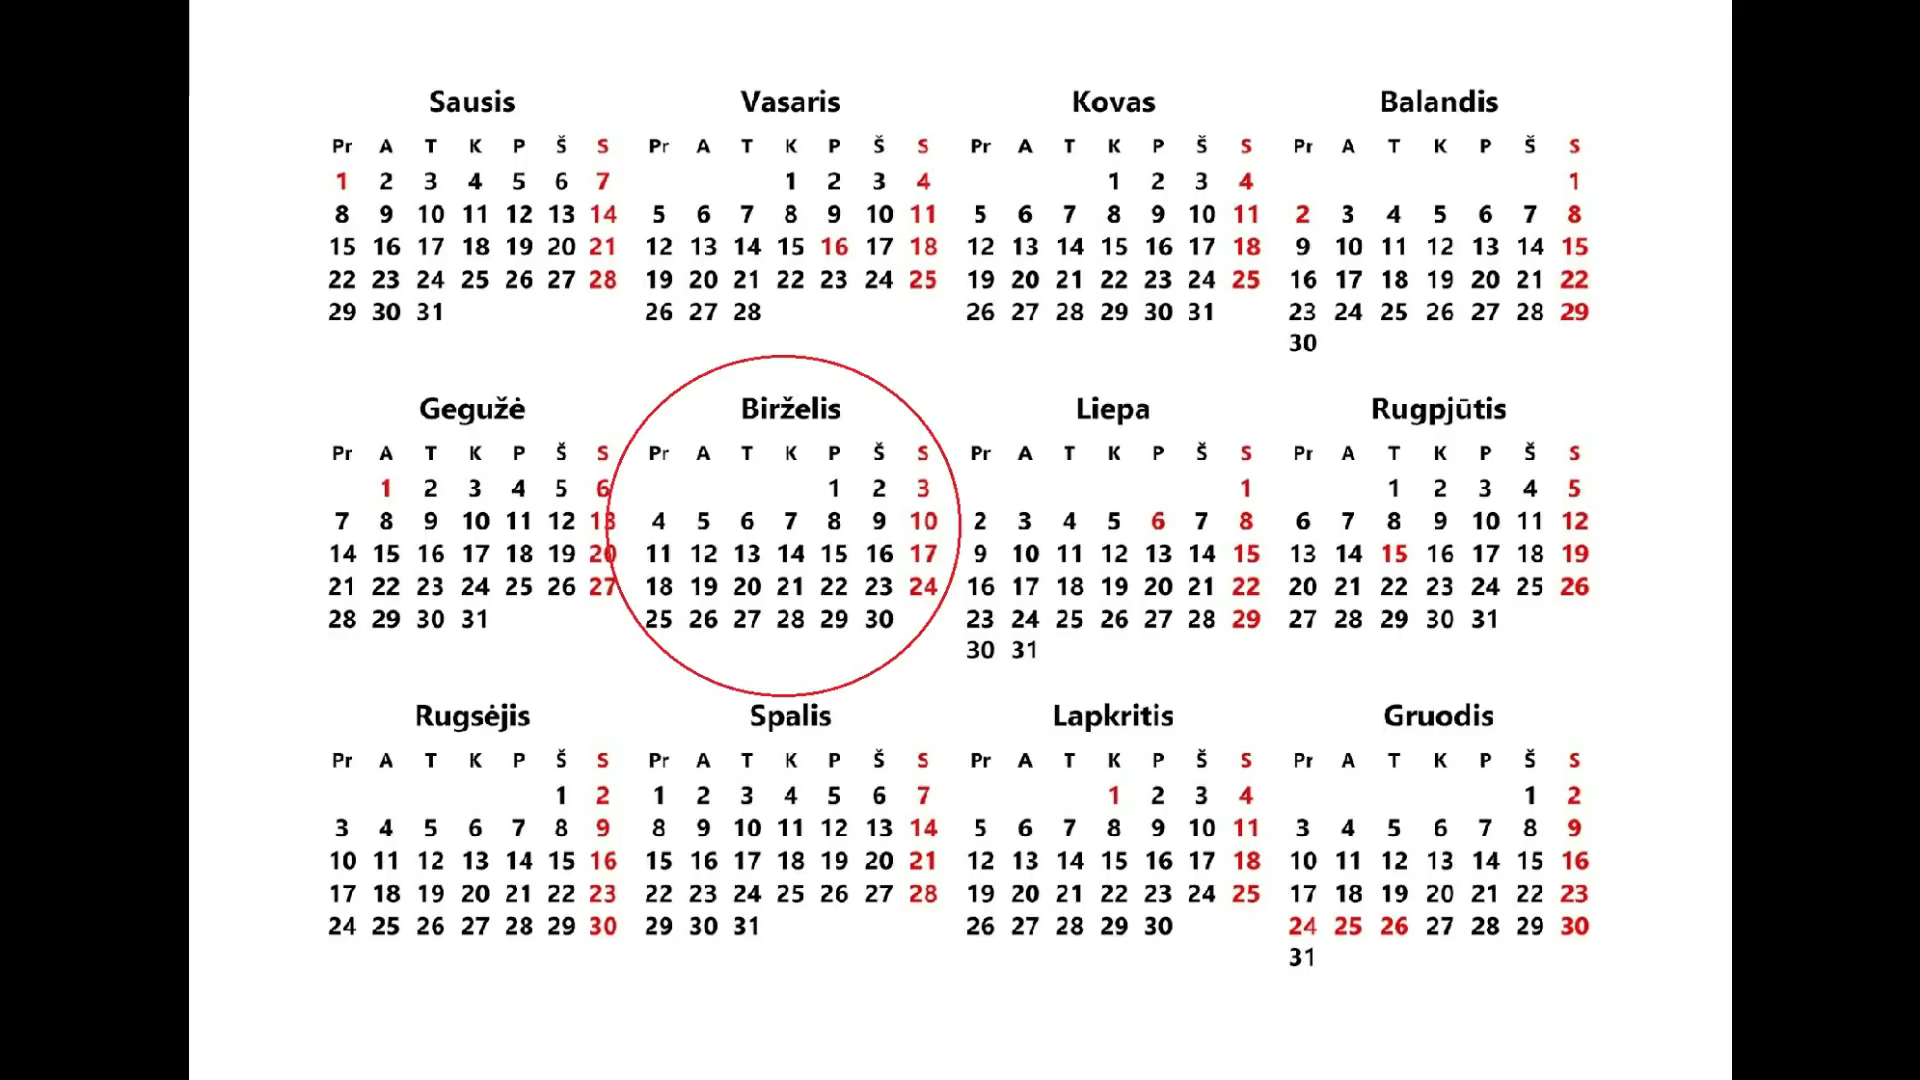 Sausis
Pr A T K P Š S
1 2 3 4 5 6 7
8 9 10 11 12 13 14
15 16 17 18 19 20 21
22 23 24 25 26 27 28
29 30 31
Vasaris
Pr A T K P Š S
1 2 3 4
5 6 7 8 9 10 11
12 13 14 15 16 17 18
19 20 21 22 23 24 25
26 27 28
Kovas
Pr A T K P Š S
1 2 3 4
5 6 7 8 9 10 11
12 13 14 15 16 17 18
19 20 21 22 23 24 25
26 27 28 29 30 31
Balandis
Pr A T K P Š S
1
2 3 4 5 6 7 8
9 10 11 12 13 14 15
16 17 18 19 20 21 22
23 24 25 26 27 28 29
30
Gegužė
Pr A T K P Š S
1 2 3 4 5 6
7 8 9 10 11 12 13
14 15 16 17 18 19 20
21 22 23 24 25 26 27
28 29 30 31
Birželis
Pr A T K P Š S
1 2 3
4 5 6 7 8 9 10
11 12 13 14 15 16 17
18 19 20 21 22 23 24
25 26 27 28 29 30
Liepa
Pr A T K P Š S
1
2 3 4 5 6 7 8
9 10 11 12 13 14 15
16 17 18 19 20 21 22
23 24 25 26 27 28 29
30 31
Rugpjūtis
Pr A T K P Š S
1 2 3 4 5
6 7 8 9 10 11 12
13 14 15 16 17 18 19
20 21 22 23 24 25 26
27 28 29 30 31
Rugsėjis
Pr A T K P Š S
1 2
3 4 5 6 7 8 9
10 11 12 13 14 15 16
17 18 19 20 21 22 23
24 25 26 27 28 29 30
Spalis
Pr A T K P Š S
1 2 3 4 5 6 7
8 9 10 11 12 13 14
15 16 17 18 19 20 21
22 23 24 25 26 27 28
29 30 31
Lapkritis
Pr A T K P Š S
1 2 3 4
5 6 7 8 9 10 11
12 13 14 15 16 17 18
19 20 21 22 23 24 25
26 27 28 29 30
Gruodis
Pr A T K P Š S
1 2
3 4 5 6 7 8 9
10 11 12 13 14 15 16
17 18 19 20 21 22 23
24 25 26 27 28 29 30
31